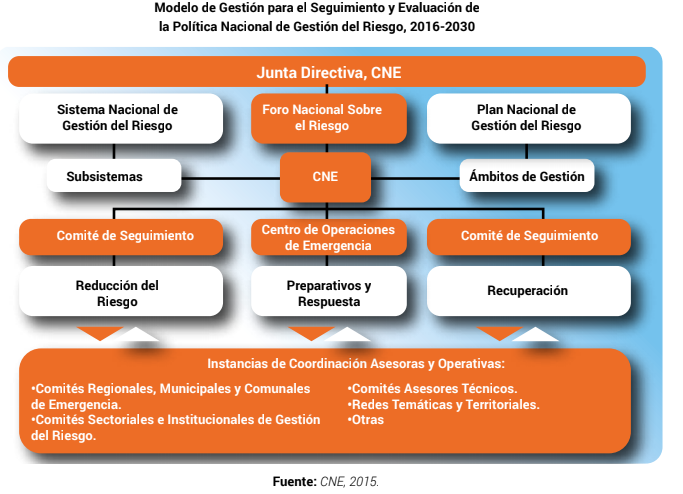 Modelo de Gestión para el Seguimiento y Evaluación de
la Política Nacional de Gestión del Riesgo, 2016-2030
Junta Directiva, CNE
Sistema Nacional de
Gestión del Riesgo
Foro Nacional Sobre
el Riesgo
Plan Nacional de
Gestión del Riesgo
Subsistemas
CNE
Ámbitos de Gestión
Comité de Seguimiento
Centro de Operaciones
de Emergencia
Comité de Seguimiento
Reducción del
Riesgo
Preparativos y
Respuesta
Recuperación
Instancias de Coordinación Asesoras y Operativas:
•Comités Regionales, Municipales y Comunales
de Emergencia.
•Comités Sectoriales e Institucionales de Gestión
del Riesgo.
•Comités Asesores Técnicos.
•Redes Temáticas y Territoriales.
•Otras
Fuente: CNE, 2015.